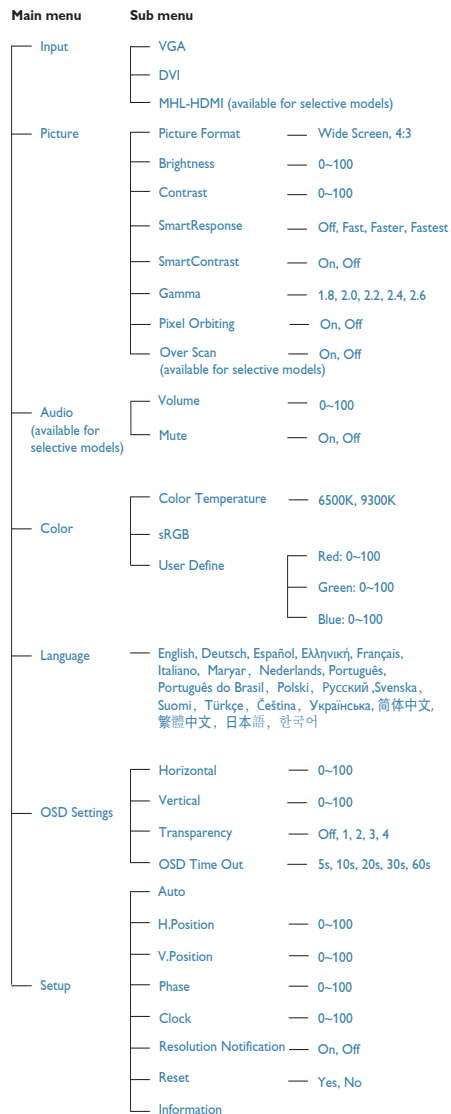 Main menu Sub menu
Input VGA
DVI
MHL-HDMI (available for selective models)
Picture Picture Format Wide Screen, 4:3
Brightness 0~100
Contrast 0~100
SmartResponse Off, Fast, Faster, Fastest
SmartContrast On, Off
Gamma 1.8, 2.0, 2.2, 2.4, 2.6
Pixel Orbiting On, Off
Over Scan On, Off
(available for selective models)
Audio
(available for
selective models)
Volume 0~100
Mute On, Off
Color
Color Temperature 6500K, 9300K
sRGB
User Define Red: 0~100
Green: 0~100
Blue: 0~100
Language English, Deutsch, Español, Ελληνική, Français,
Italiano, Maryar, Nederlands, Português,
Português do Brasil, Polski, Русский ,Svenska,
Suomi, Türkçe, Čeština, Українська, 简体中文,
繁體中文, 日本語, 한국어
OSD Settings
Horizontal 0~100
Vertical 0~100
Transparency Off, 1, 2, 3, 4
OSD Time Out 5s, 10s, 20s, 30s, 60s
Setup
Auto
H.Position 0~100
V.Position 0~100
Phase 0~100
Clock 0~100
Resolution Notification On, Off
Reset Yes, No
Information